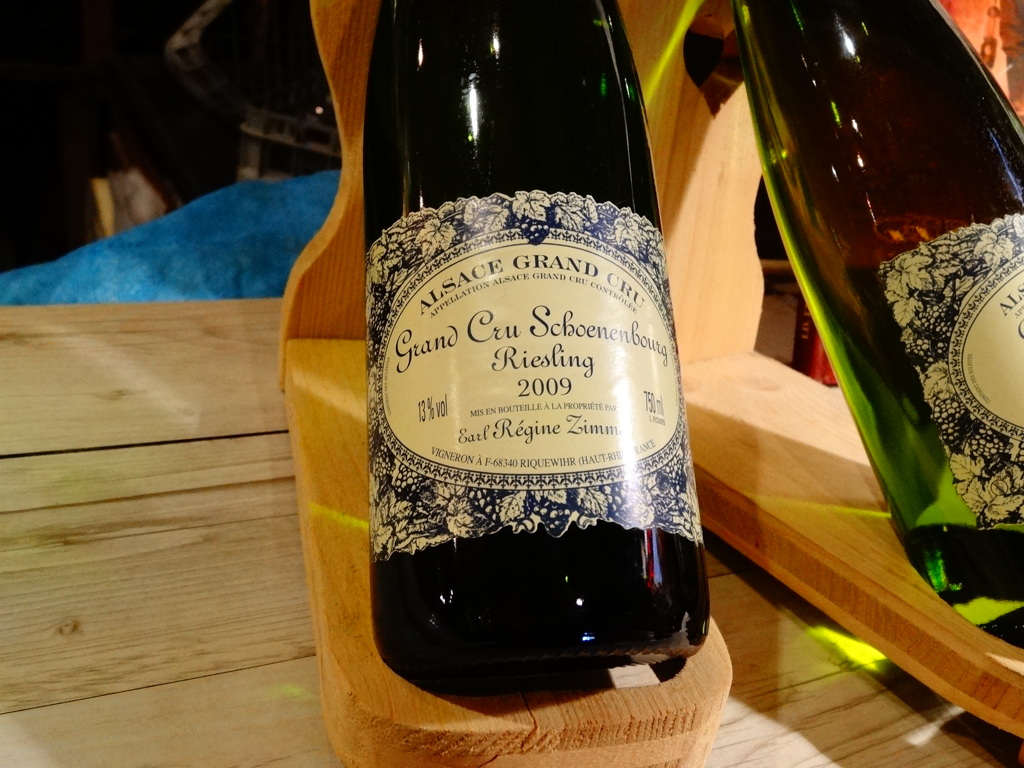 ALSACE GRAND CRU
APPELLATION ALSACE GRAND CRU CONTRÔLÉE
Grand Cru Schoenenbourg
Riesling
2009
13 % vol
750 ml
MIS EN BOUTEILLE À LA PROPRIÉTÉ PAR
Earl Régine Zimm
VIGNERON À F-68340 RIQUEWIHR (HAUT-RH FRANCE